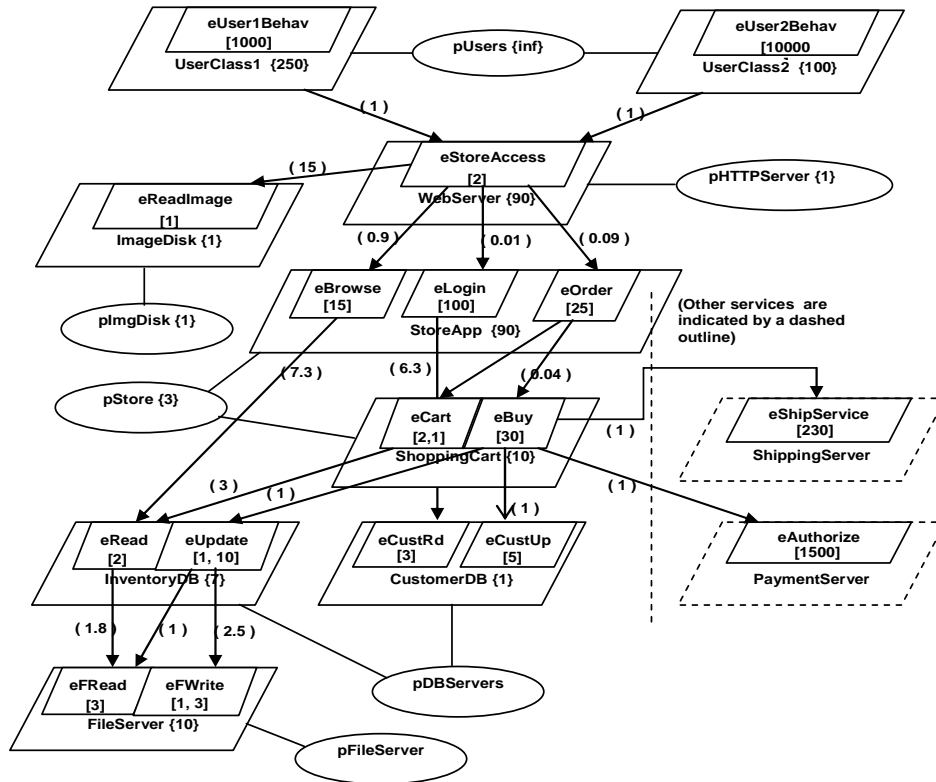 eUser1Behav
[1000]
UserClass1 {250}
pUsers {inf}
eUser2Behav
[10000
UserClass2 {100}
( 1 )
( 1 )
eStoreAccess
[2]
WebServer {90}
( 15 )
pHTTPServer {1}
eReadImage
[1]
ImageDisk {1}
( 0.9 )
( 0.01 )
( 0.09 )
pImgDisk {1}
eBrowse
[15]
eLogin
[100]
eOrder
[25]
StoreApp {90}
(Other services are
indicated by a dashed
outline)
( 7.3 )
( 6.3 )
( 0.04 )
pStore {3}
eCart
[2,1]
eBuy
[30]
ShoppingCart {10}
( 1 )
eShipService
[230]
ShippingServer
( 3 )
( 1 )
( 1 )
( 1 )
eRead
[2]
eUpdate
[1, 10]
InventoryDB {7}
eCustRd
[3]
eCustUp
[5]
CustomerDB {1}
eAuthorize
[1500]
PaymentServer
( 1.8 )
( 1 )
( 2.5 )
eFRead
[3]
eFWrite
[1, 3]
FileServer {10}
pDBServers
pFileServer